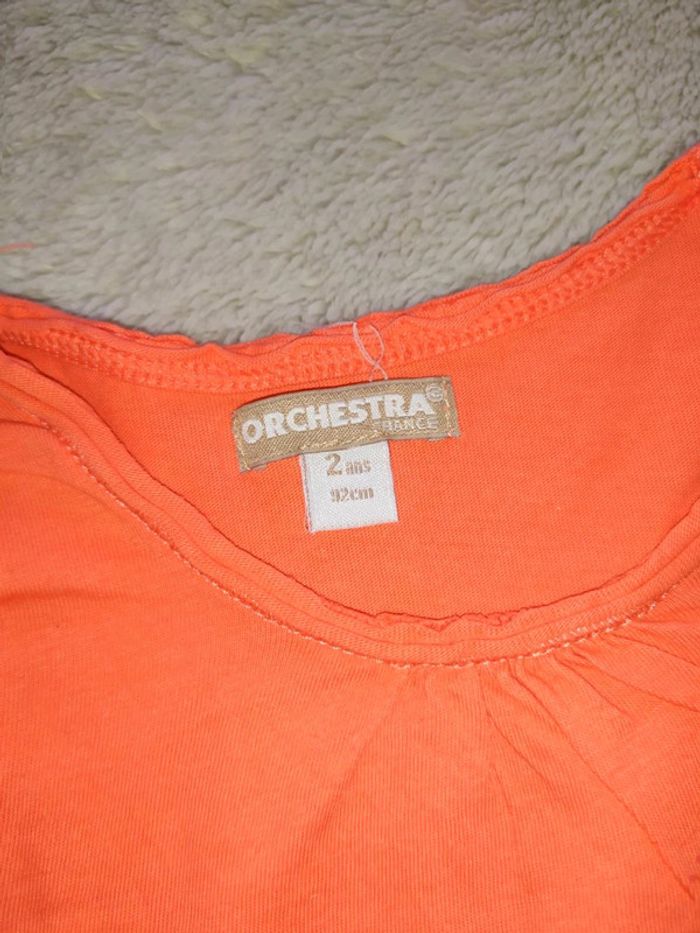 ORCHESTRA©
FRANCE
2 ans
92cm